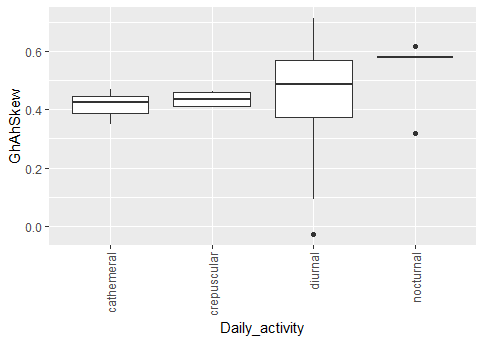 GhAhSkew
0.6
0.4
0.2
0.0
cathemeral
crepuscular
diurnal
nocturnal
Daily_activity